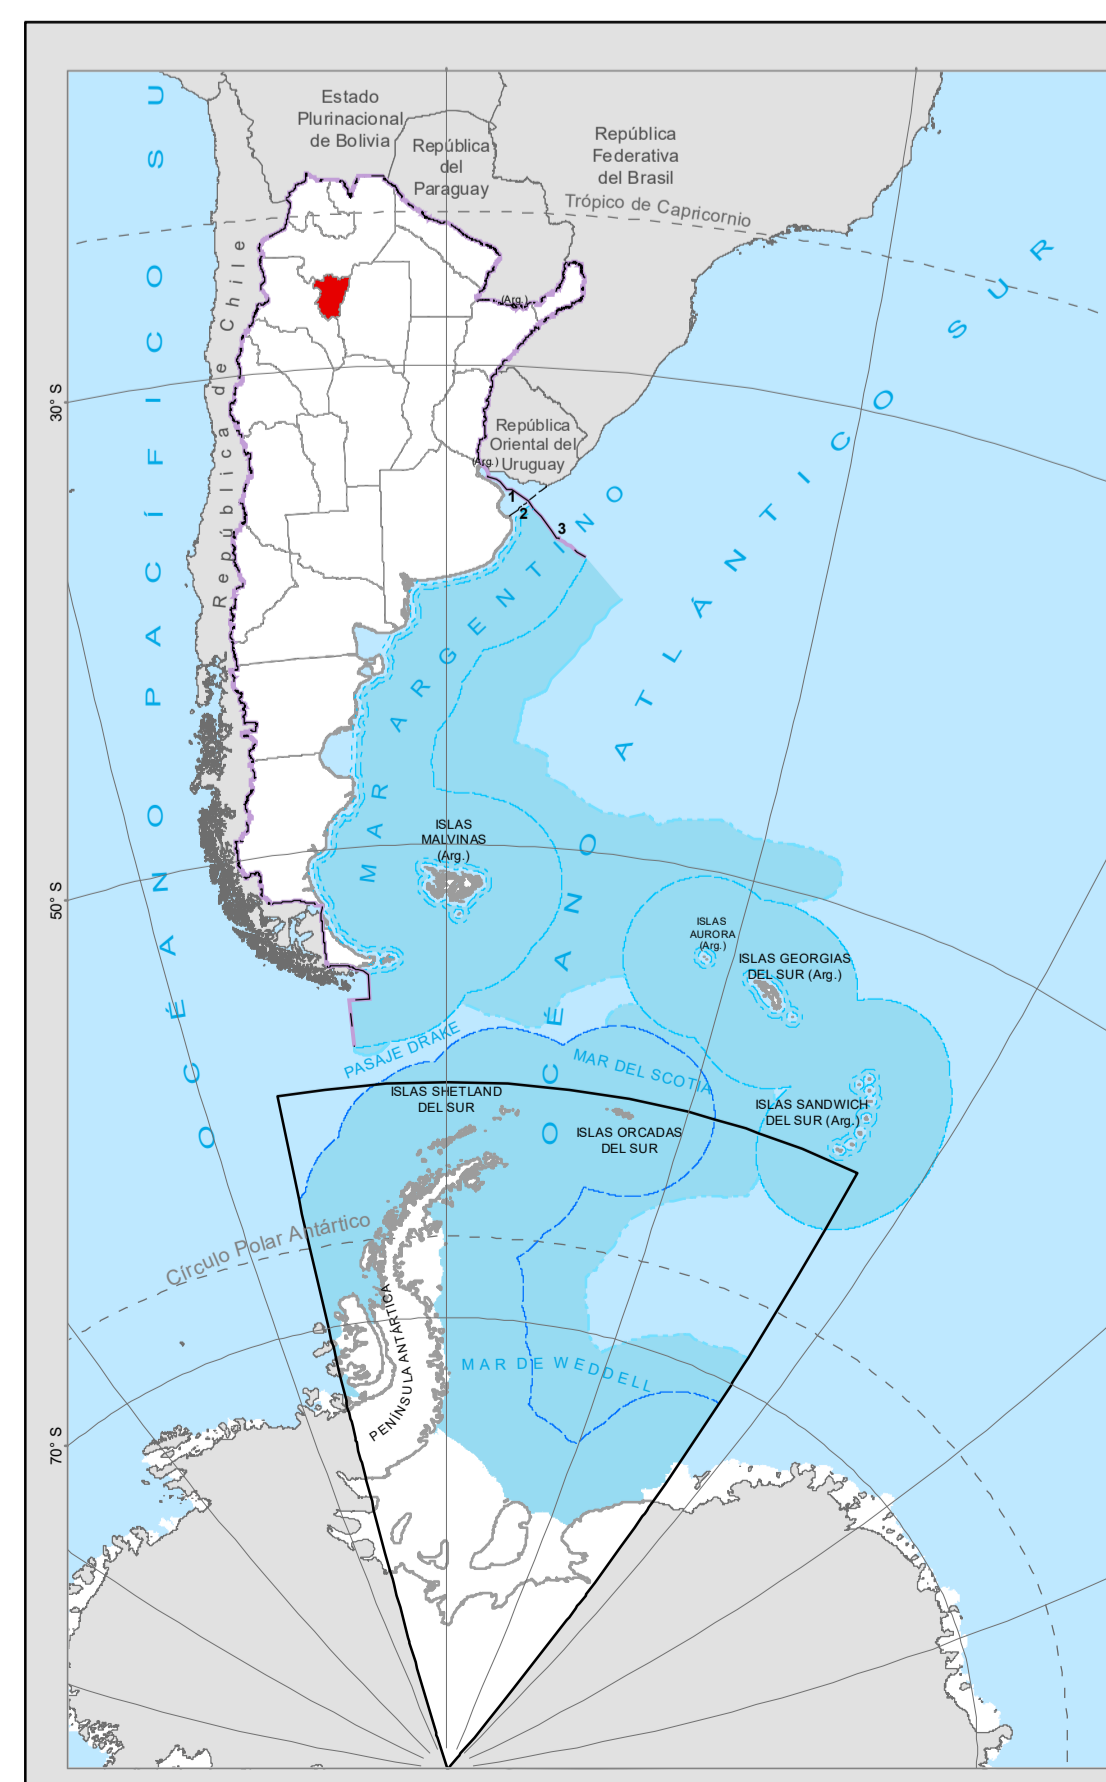 Estado
Plurinacional
de Bolivia
República
del
Paraguay
República
Federativa
del Brasil
Trópico de Capricornio
(Arg.)
República de Chile
30° S
República
Oriental del
Uruguay
(Arg.)
1
2
3
OCÉANO PACÍFICO SU
OCÉANO ATLÁNTICO SUR
MAR ARGENTINO
ISLAS
MALVINAS
(Arg.)
50° S
ISLAS
AURORA
(Arg.)
ISLAS GEORGIAS
DEL SUR (Arg.)
PASAJE DRAKE
MAR DEL SCOTIA
ISLAS SHETLAND
DEL SUR
ISLAS SANDWICH
DEL SUR (Arg.)
ISLAS ORCADAS
DEL SUR
Círculo Polar Antártico
PENÍNSULA ANTÁRTICA
MAR DE WEDDELL
70° S